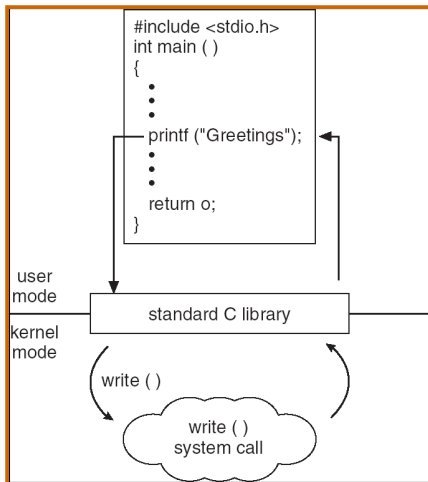 #include <stdio.h>
int main ( )
{
•
•
•
printf ("Greetings");
•
•
•
return o;
}
user
mode
standard C library
kernel
mode
write ( )
write ( )
system call